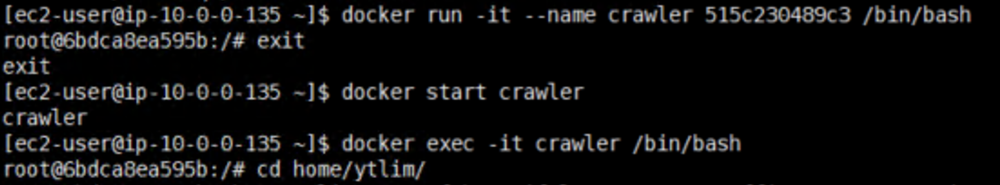 [ec2-user@ip-10-0-0-135 ~]$ docker run -it --name crawler 515c230489c3 /bin/bash
root@6bdca8ea595b:/# exit
exit
[ec2-user@ip-10-0-0-135 ~]$ docker start crawler
crawler
[ec2-user@ip-10-0-0-135 ~]$ docker exec -it crawler /bin/bash
root@6bdca8ea595b:/# cd home/ytlim/